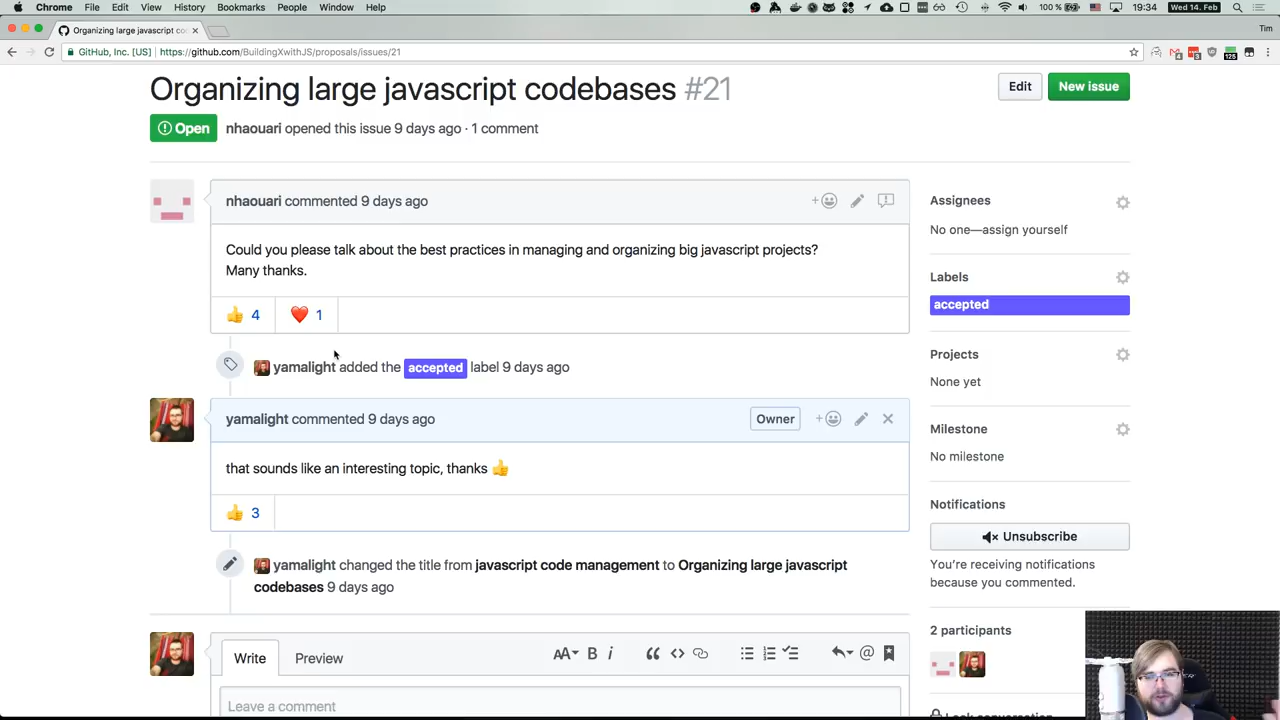 Chrome File Edit View History Bookmarks People Window Help 100 % 19:34 Wed 14. Feb
Organizing large javascript co Tim
GitHub, Inc. [US] https://github.com/BuildingXwithJS/proposals/issues/21
Organizing large javascript codebases #21
Edit New issue
Open nhaouari opened this issue 9 days ago · 1 comment
nhaouari commented 9 days ago
Could you please talk about the best practices in managing and organizing big javascript projects?
Many thanks.
4 1
yamalight added the accepted label 9 days ago
yamalight commented 9 days ago Owner
that sounds like an interesting topic, thanks
3
yamalight changed the title from javascript code management to Organizing large javascript
codebases 9 days ago
Write Preview AA B i
Leave a comment
Assignees
No one—assign yourself
Labels
accepted
Projects
None yet
Milestone
No milestone
Notifications
Unsubscribe
You're receiving notifications
because you commented.
2 participants
Lock conversation